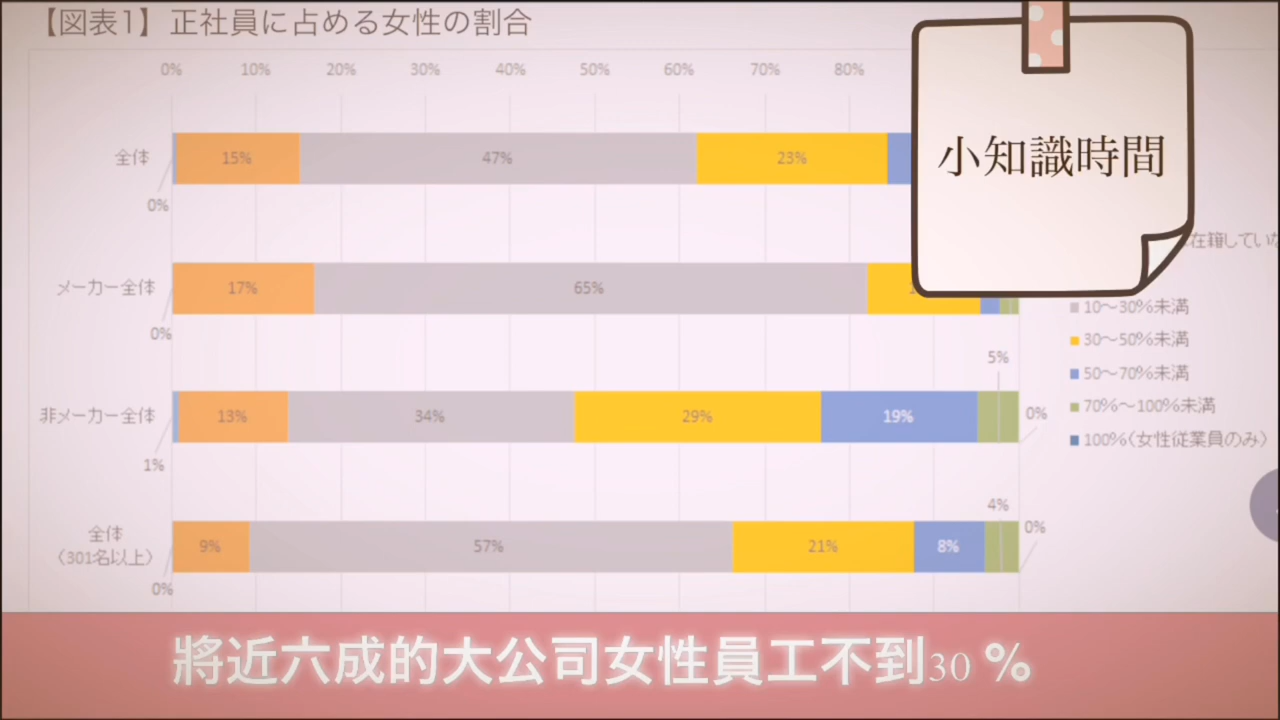 【図表1】正社員に占める女性の割合
0% 10% 20% 30% 40% 50% 60% 70% 80%
小知識時間
全体 15% 47% 23%
0%
在籍してい
メーカー全体 17% 65%
0%
10～30%未満
30～50%未満
50～70%未満
70%～100%未満
100%（女性従業員のみ）
5%
非メーカー全体 13% 34% 29% 19% 0%
1%
4%
全体
（301名以上） 9% 57% 21% 8% 0%
0%
將近六成的大公司女性員工不到30 %